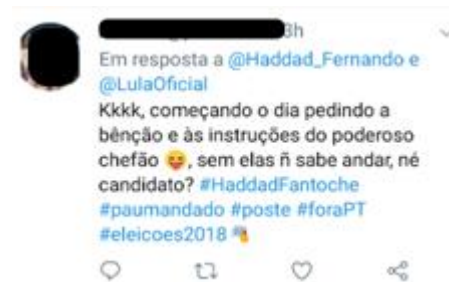 3h
Em resposta a @Haddad_Fernando e
@LulaOficial
Kkkk, começando o dia pedindo a
bênção e às instruções do poderoso
chefão 😝, sem elas ñ sabe andar, né
candidato? #HaddadFantoche
#paumandado #poste #foraPT
#eleicoes2018